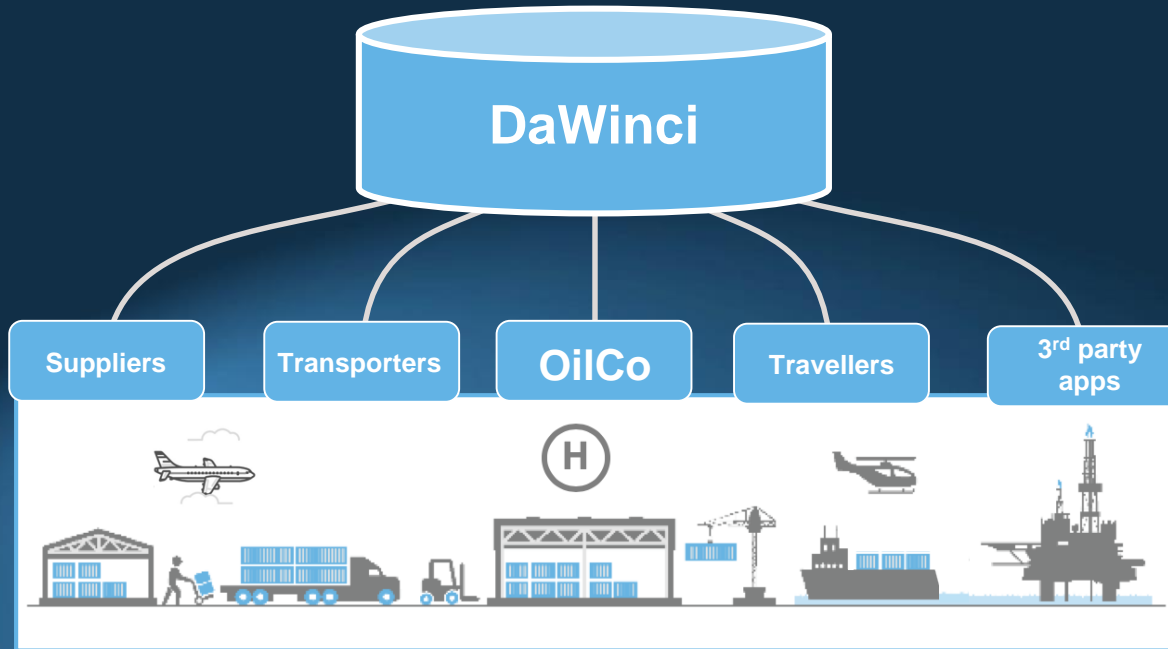 DaWinci
Suppliers
Transporters
OilCo
Travellers
3rd party
apps
H